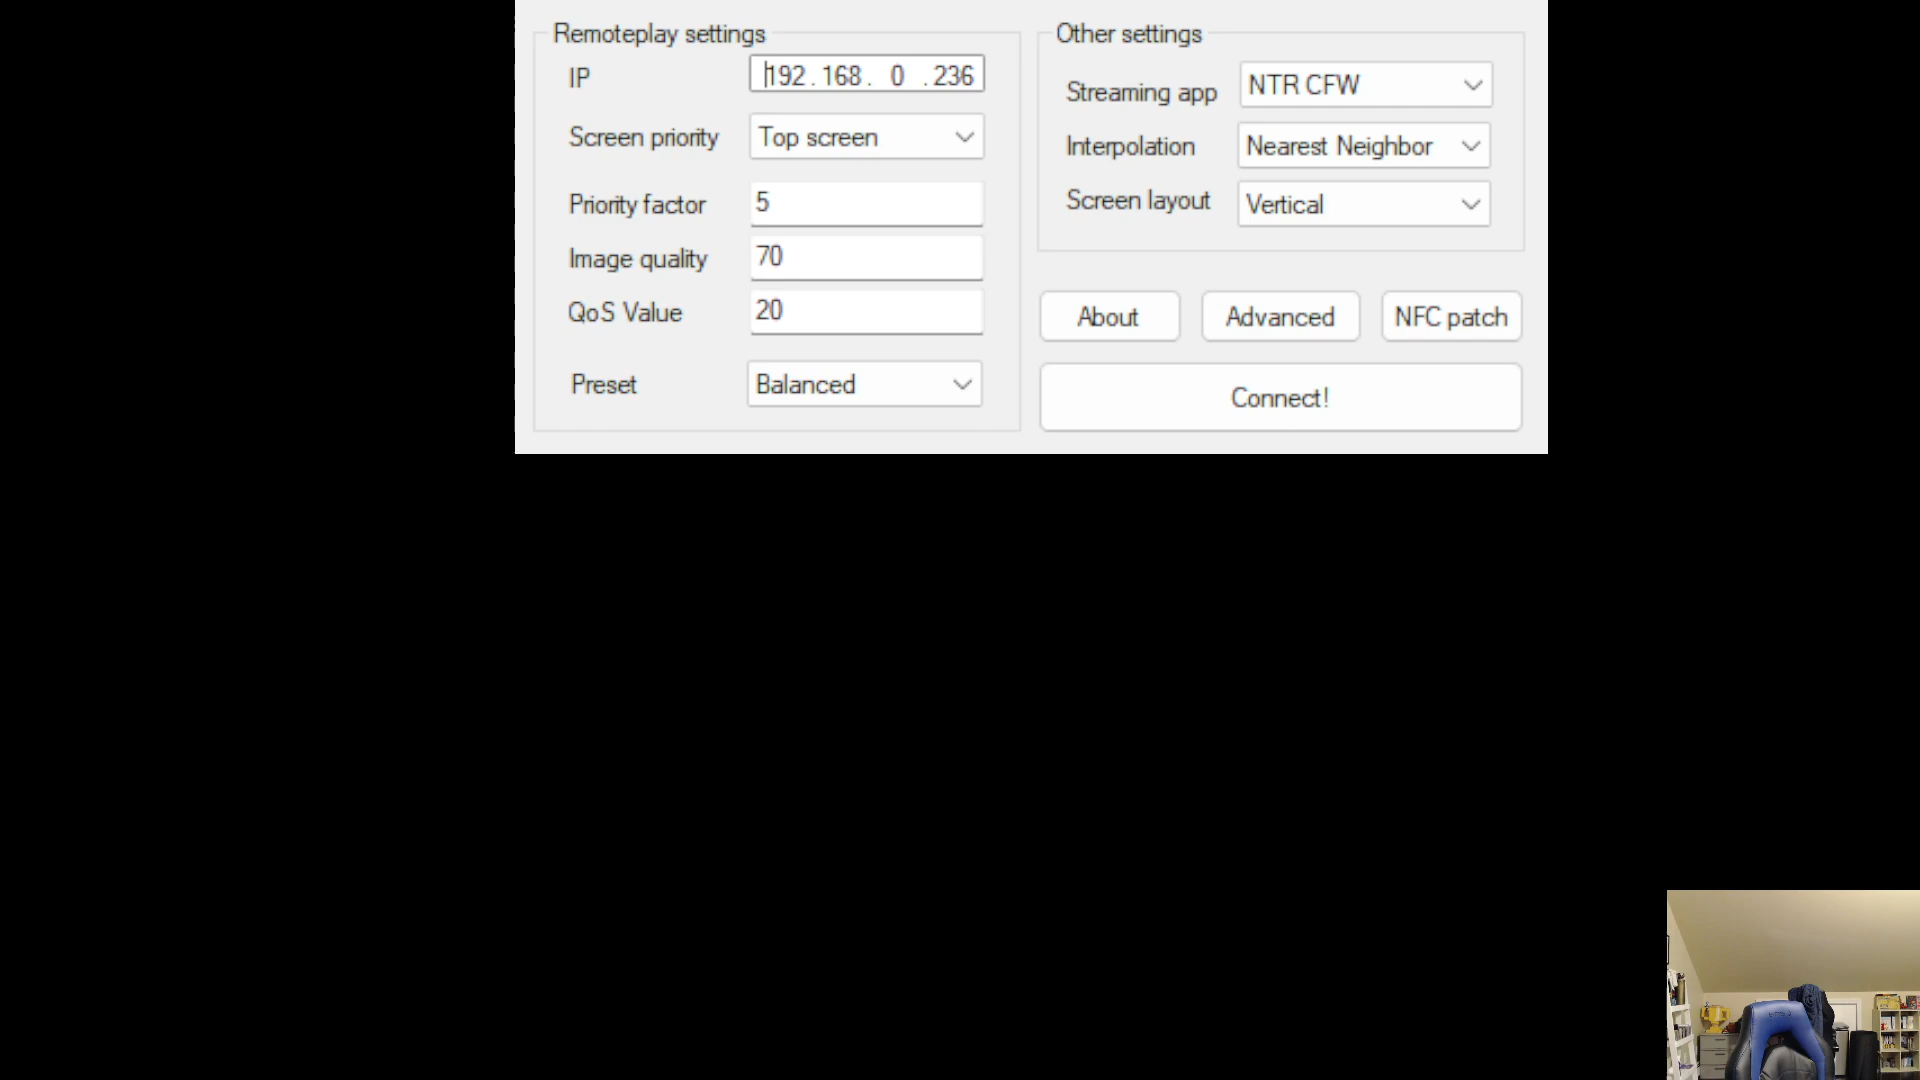 Remoteplay settings
IP 192.168. 0 .236
Screen priority Top screen
Priority factor 5
Image quality 70
QoS Value 20
Preset Balanced
Other settings
Streaming app NTR CFW
Interpolation Nearest Neighbor
Screen layout Vertical
About Advanced NFC patch
Connect!